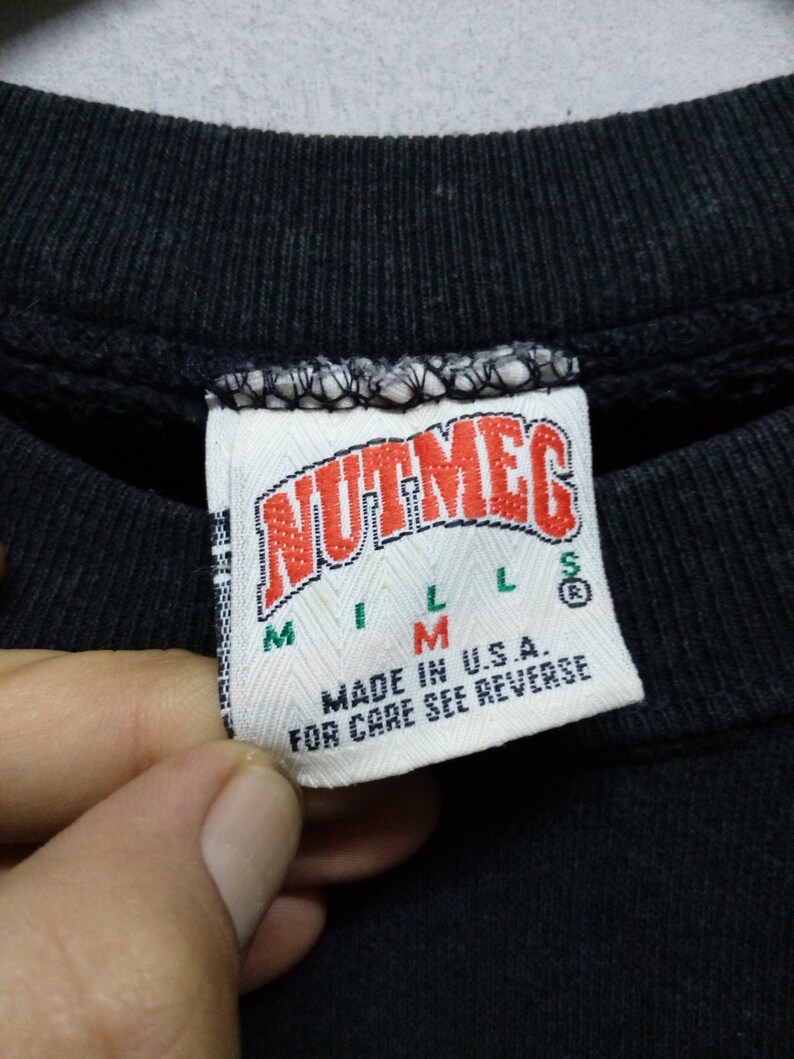 NUTMEG
MILLS®
M
MADE IN U.S.A.
FOR CARE SEE REVERSE